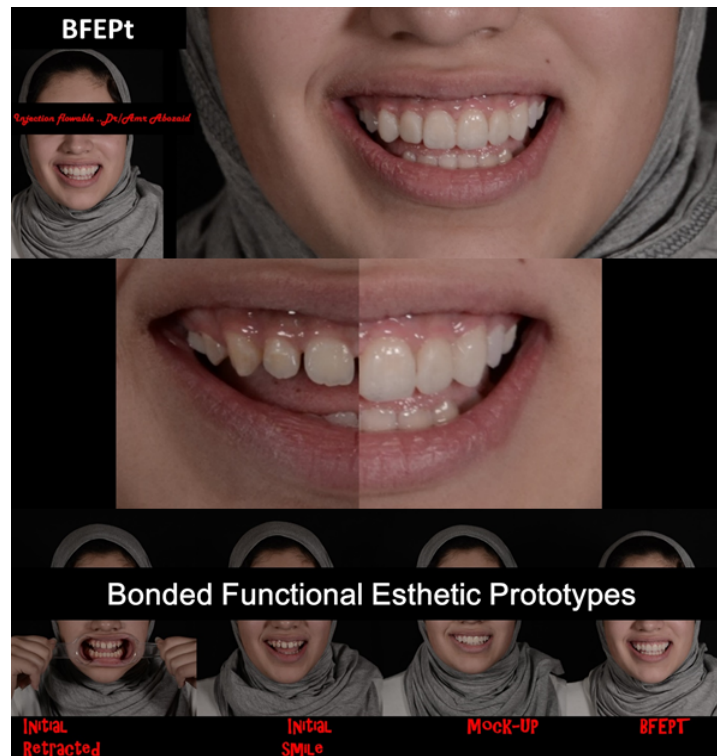 BFEPt
Injection flowable ..Dr/Amr Abozaid
Bonded Functional Esthetic Prototypes
Initial Retracted
Initial Smile
Mock-up
BFEPT